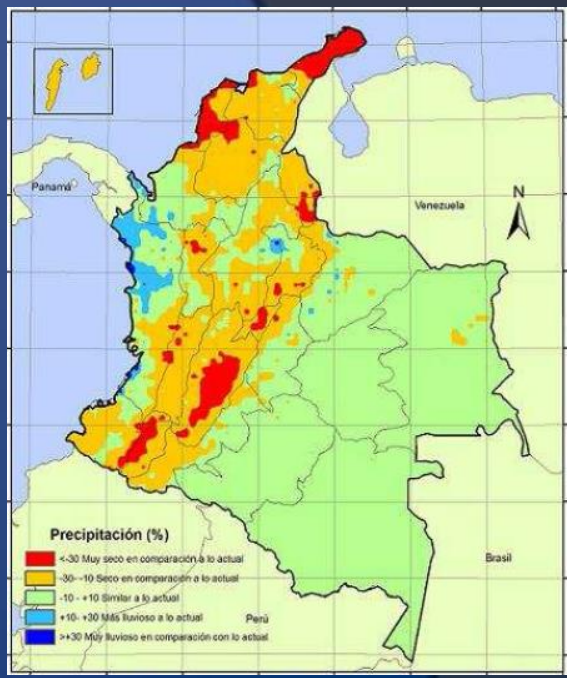 Panamá
Venezuela
N
Precipitación (%)
<-30 Muy seco en comparación a lo actual
-30- -10 Seco en comparación a lo actual
-10 - +10 Similar a lo actual
+10- +30 Más lluvioso a lo actual
>+30 Muy lluvioso en comparación con lo actual
Brasil
Perú